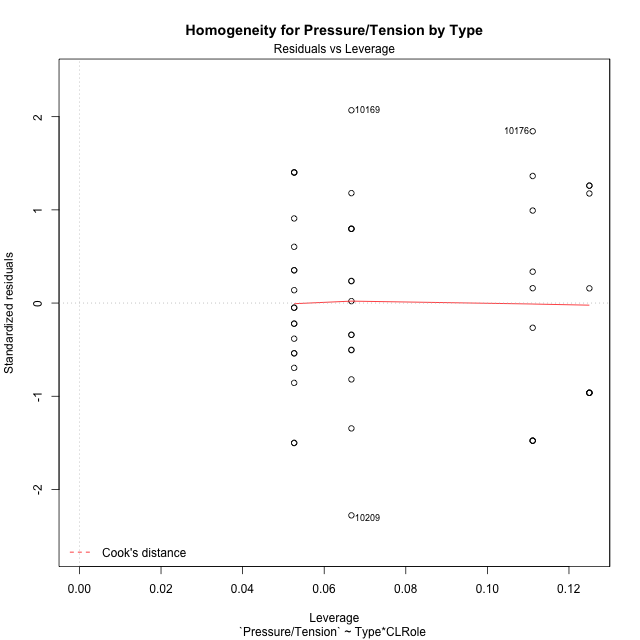 Homogeneity for Pressure/Tension by Type
Residuals vs Leverage
10169
10176
10209
2
1
0
-1
-2
Standardized residuals
Cook's distance
0.00 0.02 0.04 0.06 0.08 0.10 0.12
Leverage
`Pressure/Tension` ~ Type*CLRole